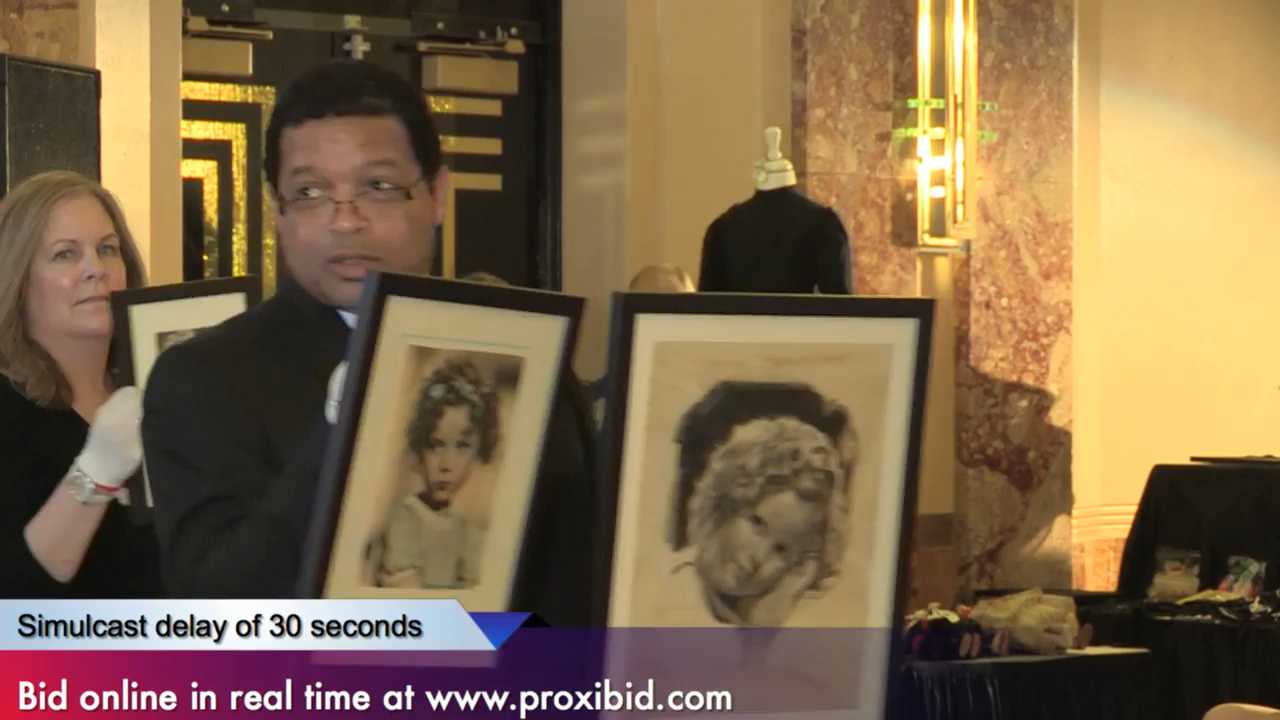 Simulcast delay of 30 seconds
Bid online in real time at www.proxibid.com